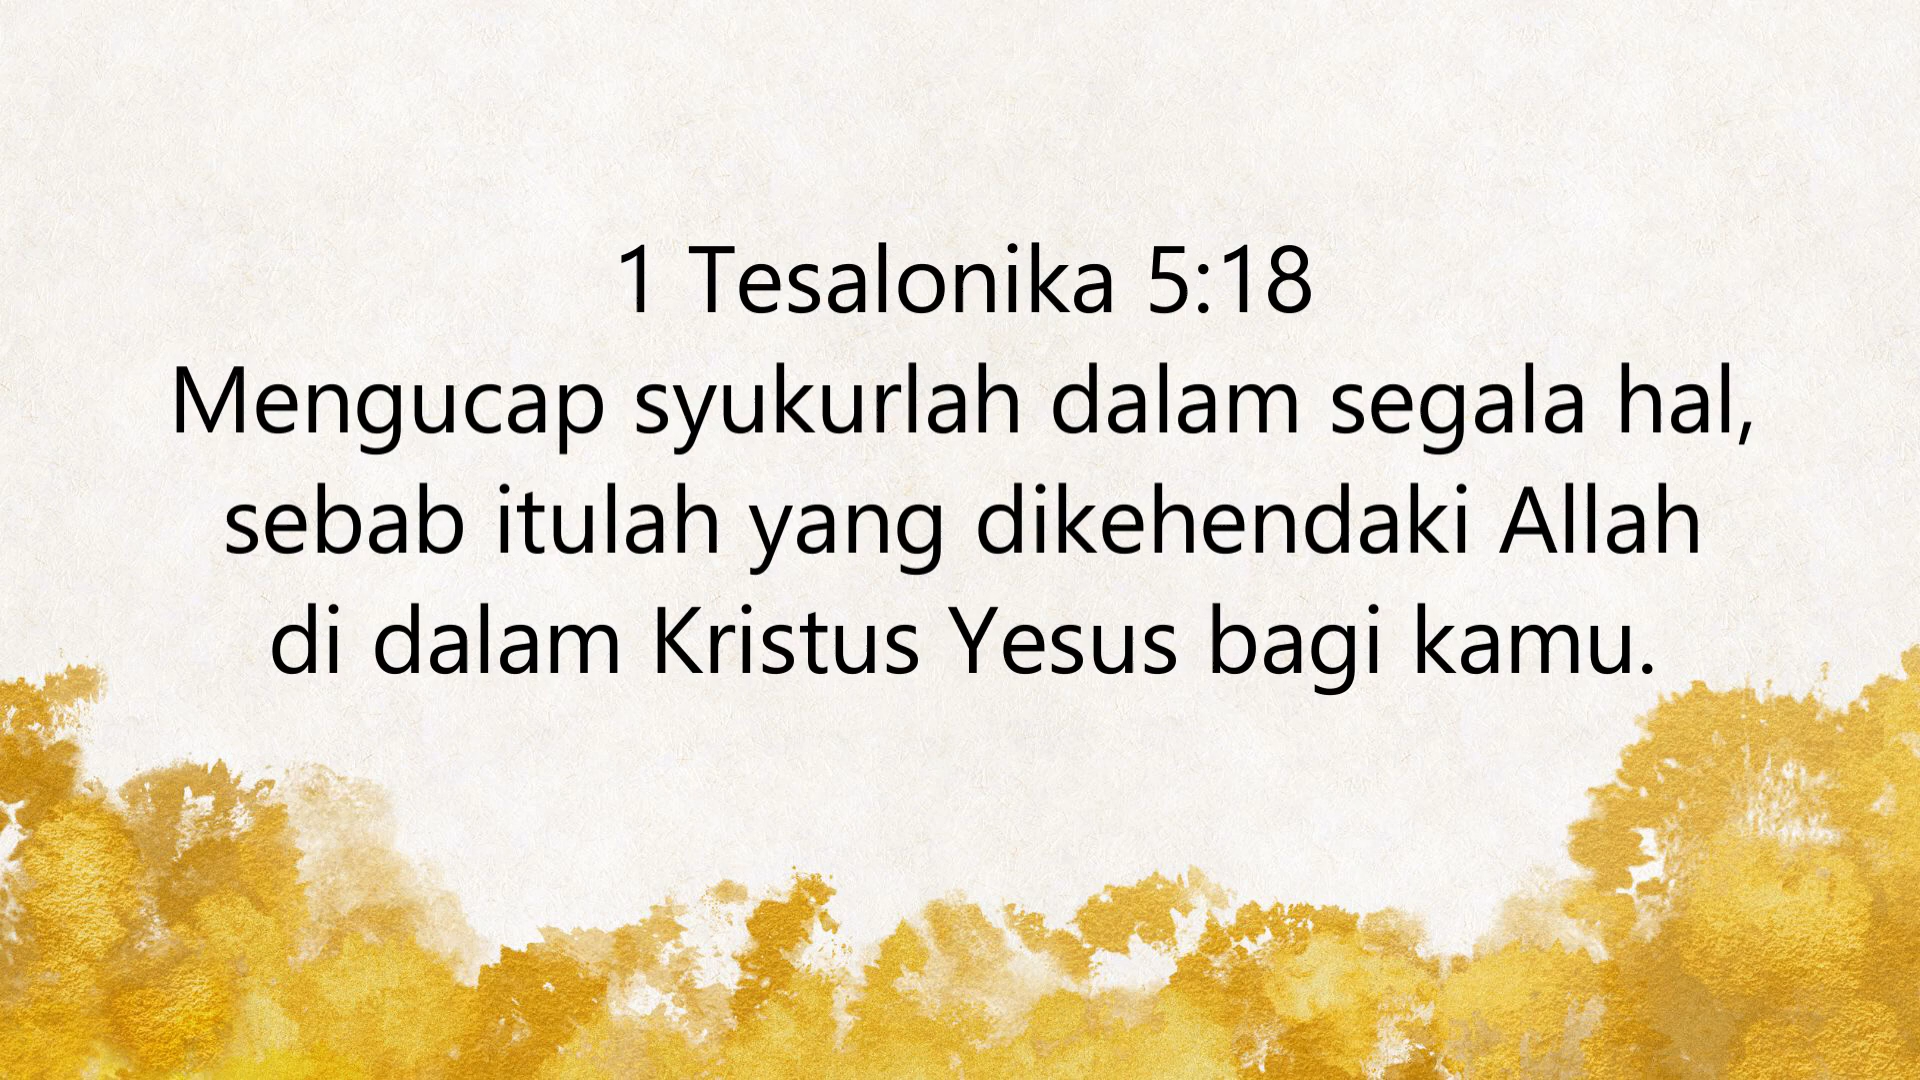 1 Tesalonika 5:18
Mengucap syukurlah dalam segala hal,
sebab itulah yang dikehendaki Allah
di dalam Kristus Yesus bagi kamu.